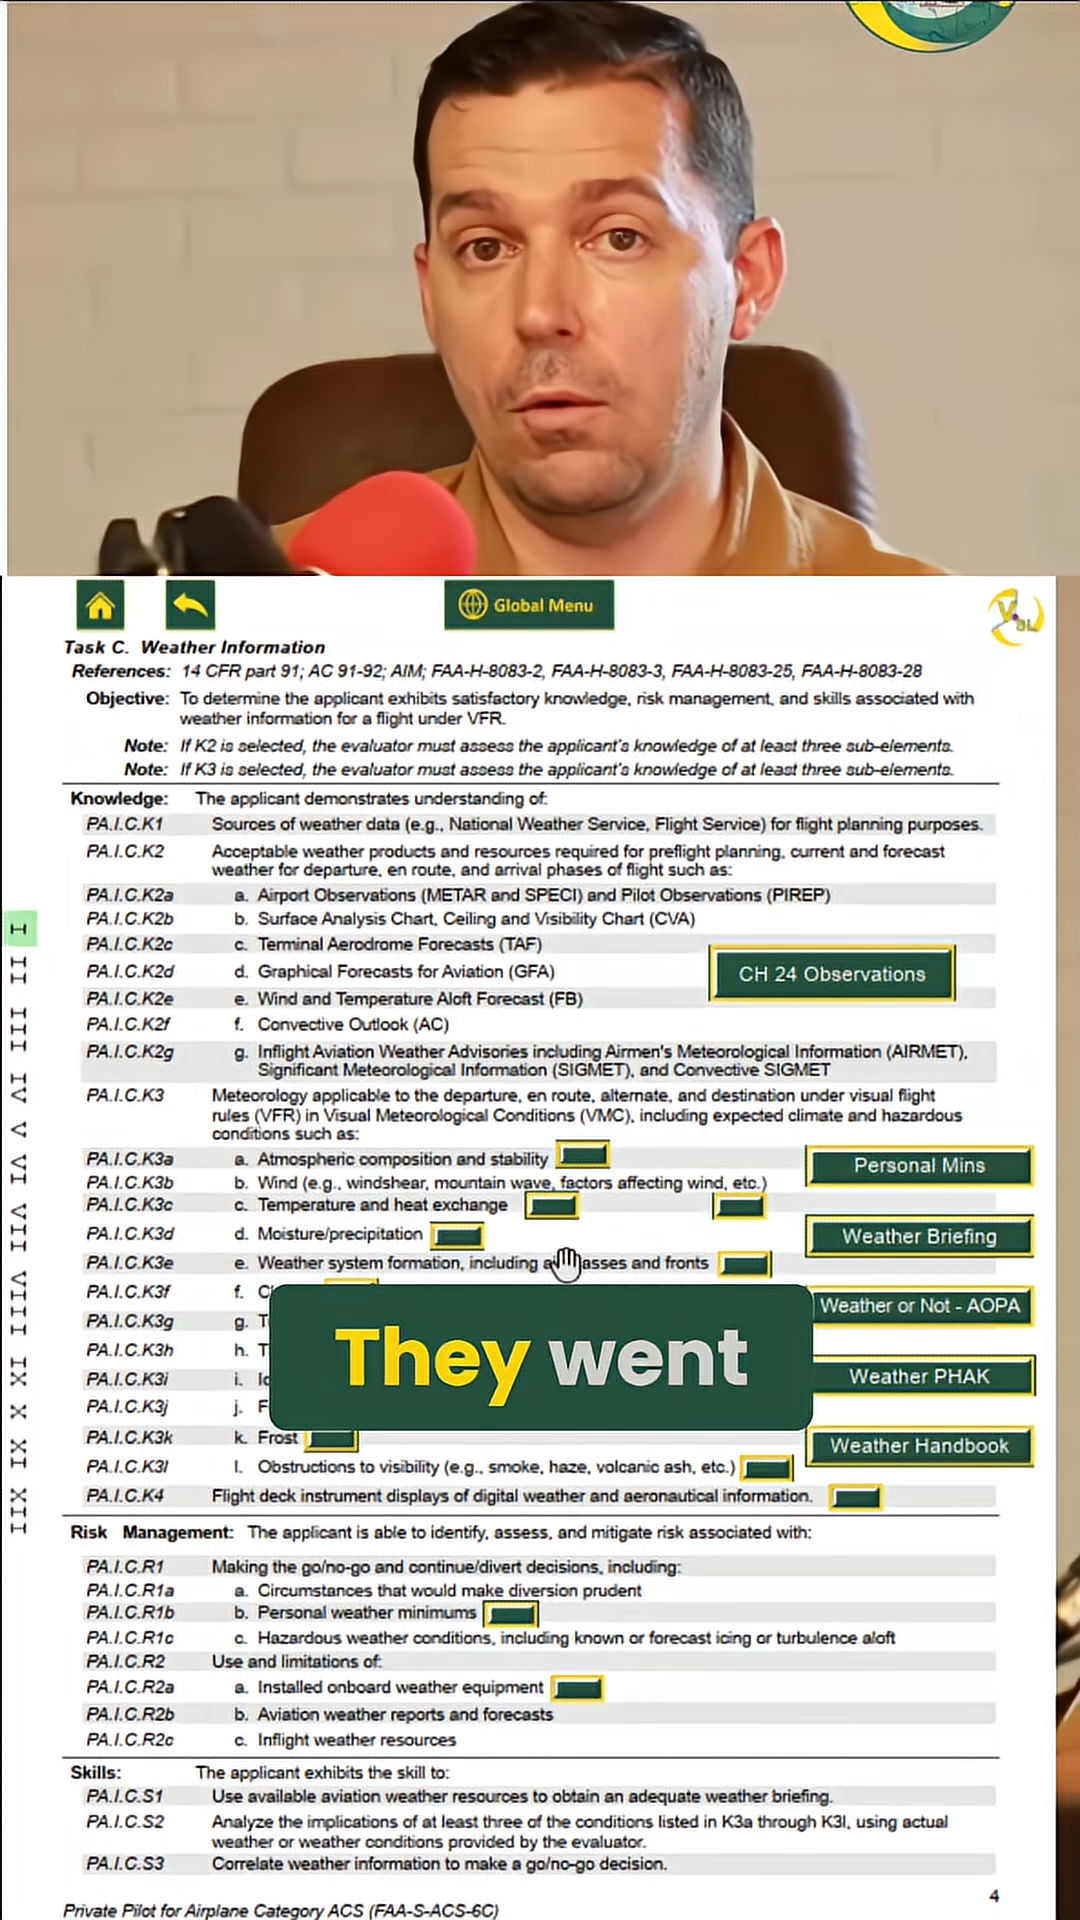 Global Menu
Task C. Weather Information
References: 14 CFR part 91; AC 91-92; AIM; FAA-H-8083-2, FAA-H-8083-3, FAA-H-8083-25, FAA-H-8083-28
Objective: To determine the applicant exhibits satisfactory knowledge, risk management, and skills associated with
weather information for a flight under VFR.
Note: If K2 is selected, the evaluator must assess the applicant's knowledge of at least three sub-elements.
Note: If K3 is selected, the evaluator must assess the applicant's knowledge of at least three sub-elements.
Knowledge: The applicant demonstrates understanding of:
PA.I.C.K1 Sources of weather data (e.g., National Weather Service, Flight Service) for flight planning purposes.
PA.I.C.K2 Acceptable weather products and resources required for preflight planning, current and forecast
weather for departure, en route, and arrival phases of flight such as:
PA.I.C.K2a a. Airport Observations (METAR and SPECI) and Pilot Observations (PIREP)
PA.I.C.K2b b. Surface Analysis Chart, Ceiling and Visibility Chart (CVA)
PA.I.C.K2c c. Terminal Aerodrome Forecasts (TAF)
PA.I.C.K2d d. Graphical Forecasts for Aviation (GFA)
CH 24 Observations
PA.I.C.K2e e. Wind and Temperature Aloft Forecast (FB)
PA.I.C.K2f f. Convective Outlook (AC)
PA.I.C.K2g g. Inflight Aviation Weather Advisories including Airmen's Meteorological Information (AIRMET),
Significant Meteorological Information (SIGMET), and Convective SIGMET
PA.I.C.K3 Meteorology applicable to the departure, en route, alternate, and destination under visual flight
rules (VFR) in Visual Meteorological Conditions (VMC), including expected climate and hazardous
conditions such as:
PA.I.C.K3a a. Atmospheric composition and stability
Personal Mins
PA.I.C.K3b b. Wind (e.g., windshear, mountain wave, factors affecting wind, etc.)
PA.I.C.K3c c. Temperature and heat exchange
PA.I.C.K3d d. Moisture/precipitation
Weather Briefing
PA.I.C.K3e e. Weather system formation, including asses and fronts
PA.I.C.K3f f.
Weather or Not - AOPA
PA.I.C.K3g g. T
PA.I.C.K3h h. T
They went
PA.I.C.K3i i.
Weather PHAK
PA.I.C.K3j j. F
PA.I.C.K3k k. Frost
Weather Handbook
PA.I.C.K3l l. Obstructions to visibility (e.g., smoke, haze, volcanic ash, etc.)
PA.I.C.K4 Flight deck instrument displays of digital weather and aeronautical information.
Risk Management: The applicant is able to identify, assess, and mitigate risk associated with:
PA.I.C.R1 Making the go/no-go and continue/divert decisions, including:
PA.I.C.R1a a. Circumstances that would make diversion prudent
PA.I.C.R1b b. Personal weather minimums
PA.I.C.R1c c. Hazardous weather conditions, including known or forecast icing or turbulence aloft
PA.I.C.R2 Use and limitations of:
PA.I.C.R2a a. Installed onboard weather equipment
PA.I.C.R2b b. Aviation weather reports and forecasts
PA.I.C.R2c c. Inflight weather resources
Skills: The applicant exhibits the skill to:
PA.I.C.S1 Use available aviation weather resources to obtain an adequate weather briefing.
PA.I.C.S2 Analyze the implications of at least three of the conditions listed in K3a through K3l, using actual
weather or weather conditions provided by the evaluator.
PA.I.C.S3 Correlate weather information to make a go/no-go decision.
4
Private Pilot for Airplane Category ACS (FAA-S-ACS-6C)
I
II
III
IV
V
VI
VII
VIII
IX
X
XI
XII